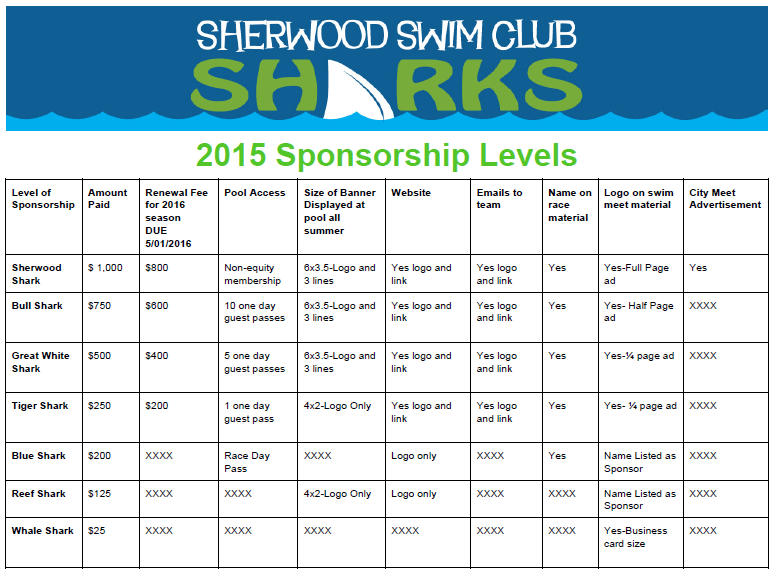 SHERWOOD SWIM CLUB
SHARKS
2015 Sponsorship Levels
Level of Sponsorship | Amount Paid | Renewal Fee for 2016 season DUE 5/01/2016 | Pool Access | Size of Banner Displayed at pool all summer | Website | Emails to team | Name on race material | Logo on swim meet material | City Meet Advertisement
Sherwood Shark | $ 1,000 | $800 | Non-equity membership | 6x3.5-Logo and 3 lines | Yes logo and link | Yes logo and link | Yes | Yes-Full Page ad | Yes
Bull Shark | $750 | $600 | 10 one day guest passes | 6x3.5-Logo and 3 lines | Yes logo and link | Yes logo and link | Yes | Yes- Half Page ad | XXXX
Great White Shark | $500 | $400 | 5 one day guest passes | 6x3.5-Logo and 3 lines | Yes logo and link | Yes logo and link | Yes | Yes-¼ page ad | XXXX
Tiger Shark | $250 | $200 | 1 one day guest pass | 4x2-Logo Only | Yes logo and link | Yes logo and link | Yes | Yes- ¼ page ad | XXXX
Blue Shark | $200 | XXXX | Race Day Pass | XXXX | Logo only | XXXX | Yes | Name Listed as Sponsor | XXXX
Reef Shark | $125 | XXXX | XXXX | 4x2-Logo Only | Logo only | XXXX | XXXX | Name Listed as Sponsor | XXXX
Whale Shark | $25 | XXXX | XXXX | XXXX | XXXX | XXXX | XXXX | Yes-Business card size | XXXX